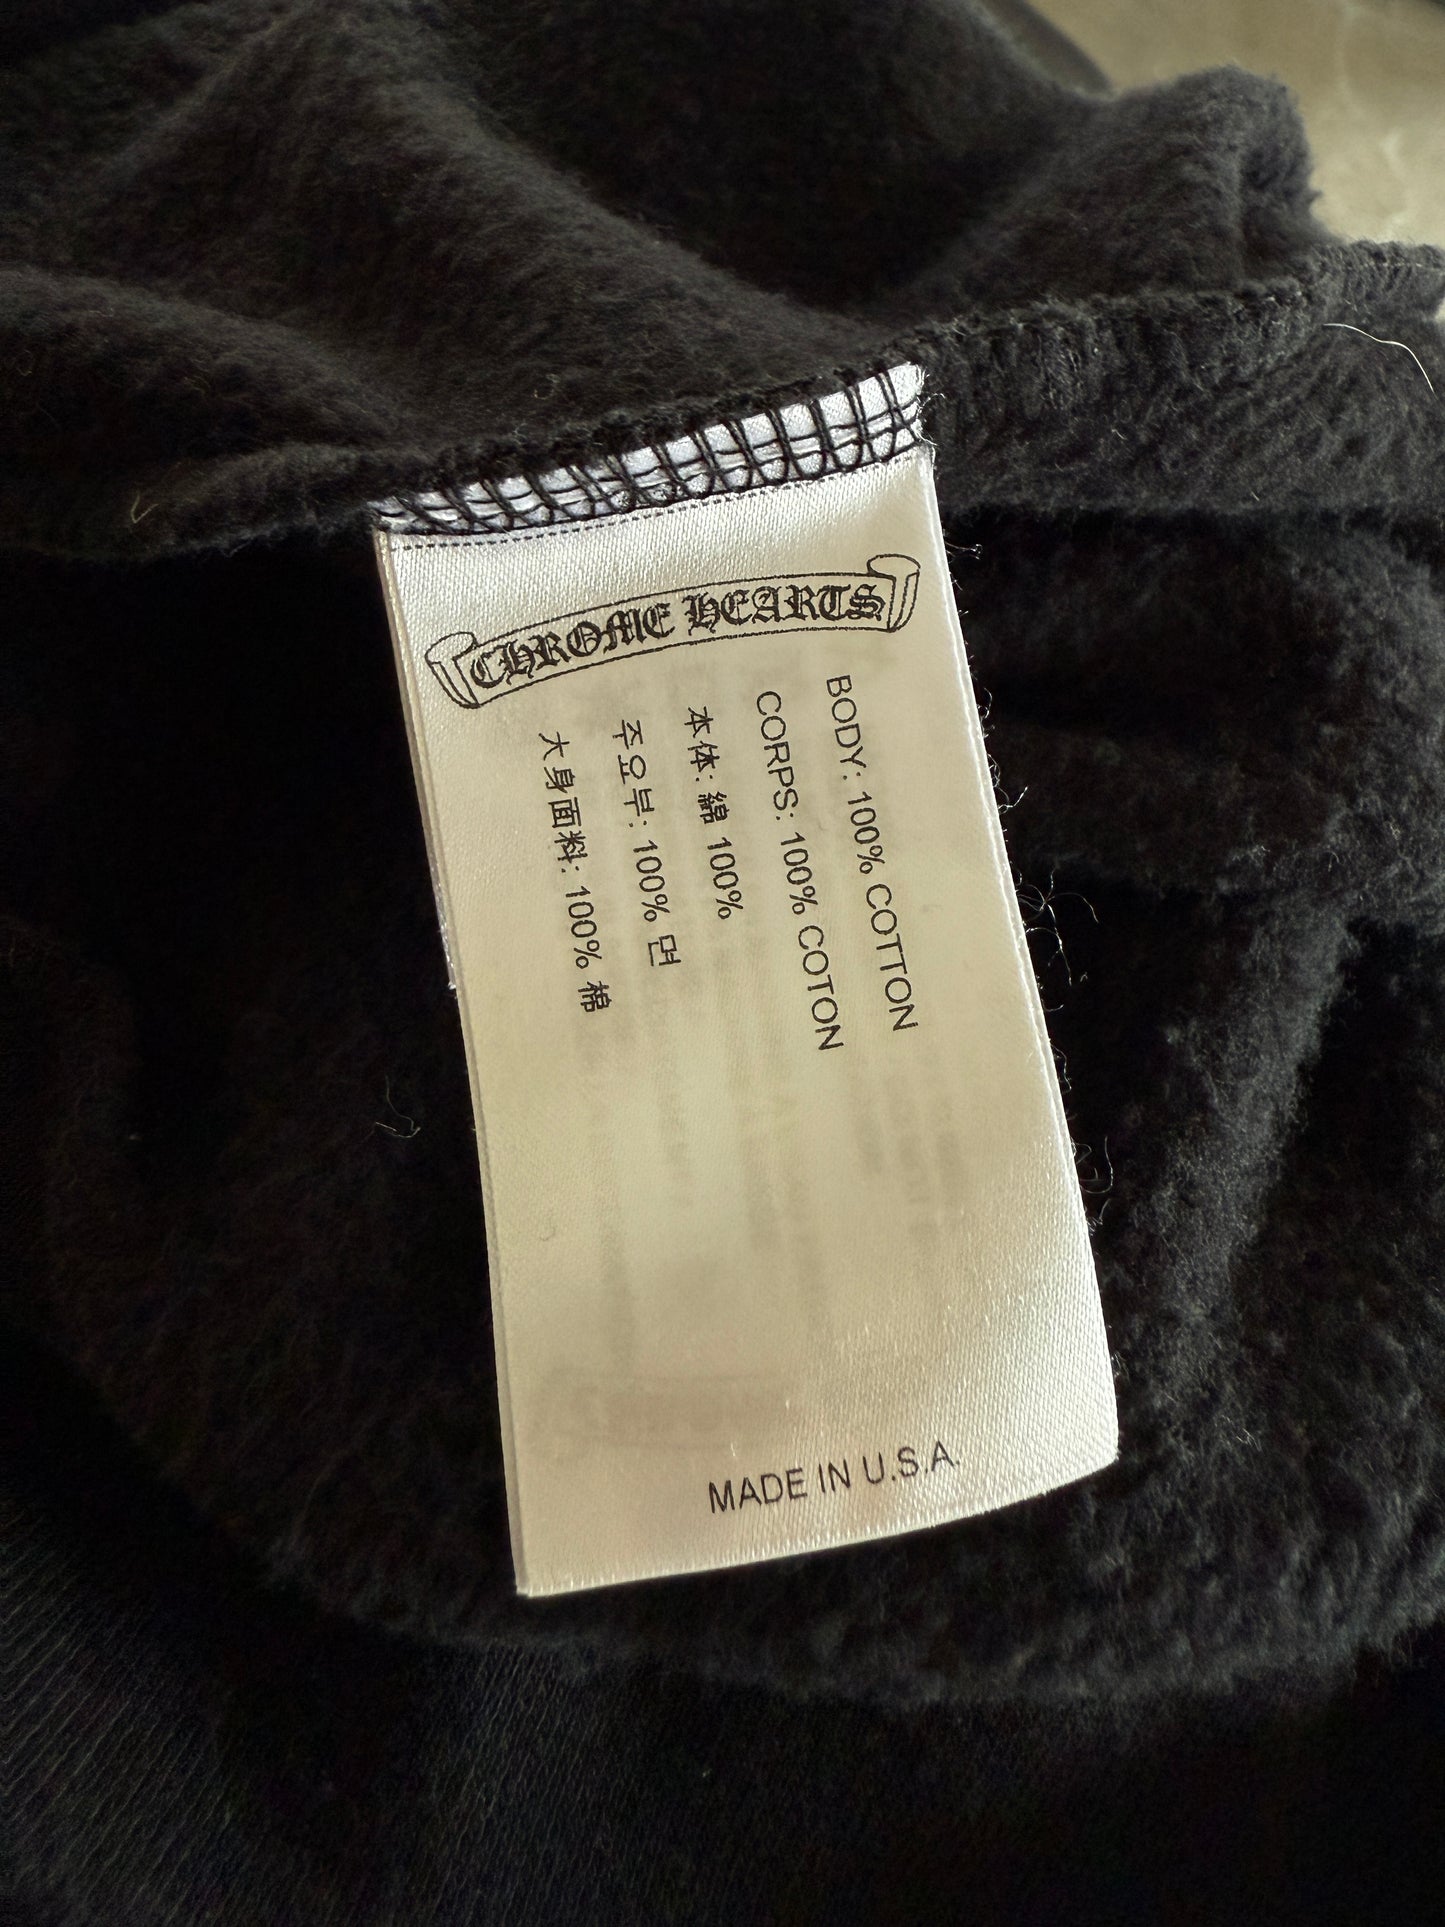 CHROME HEARTS
BODY: 100% COTTON
CORPS: 100% COTON
本体: 綿 100%
주요부: 100% 면
大身面料: 100% 棉
MADE IN U.S.A.